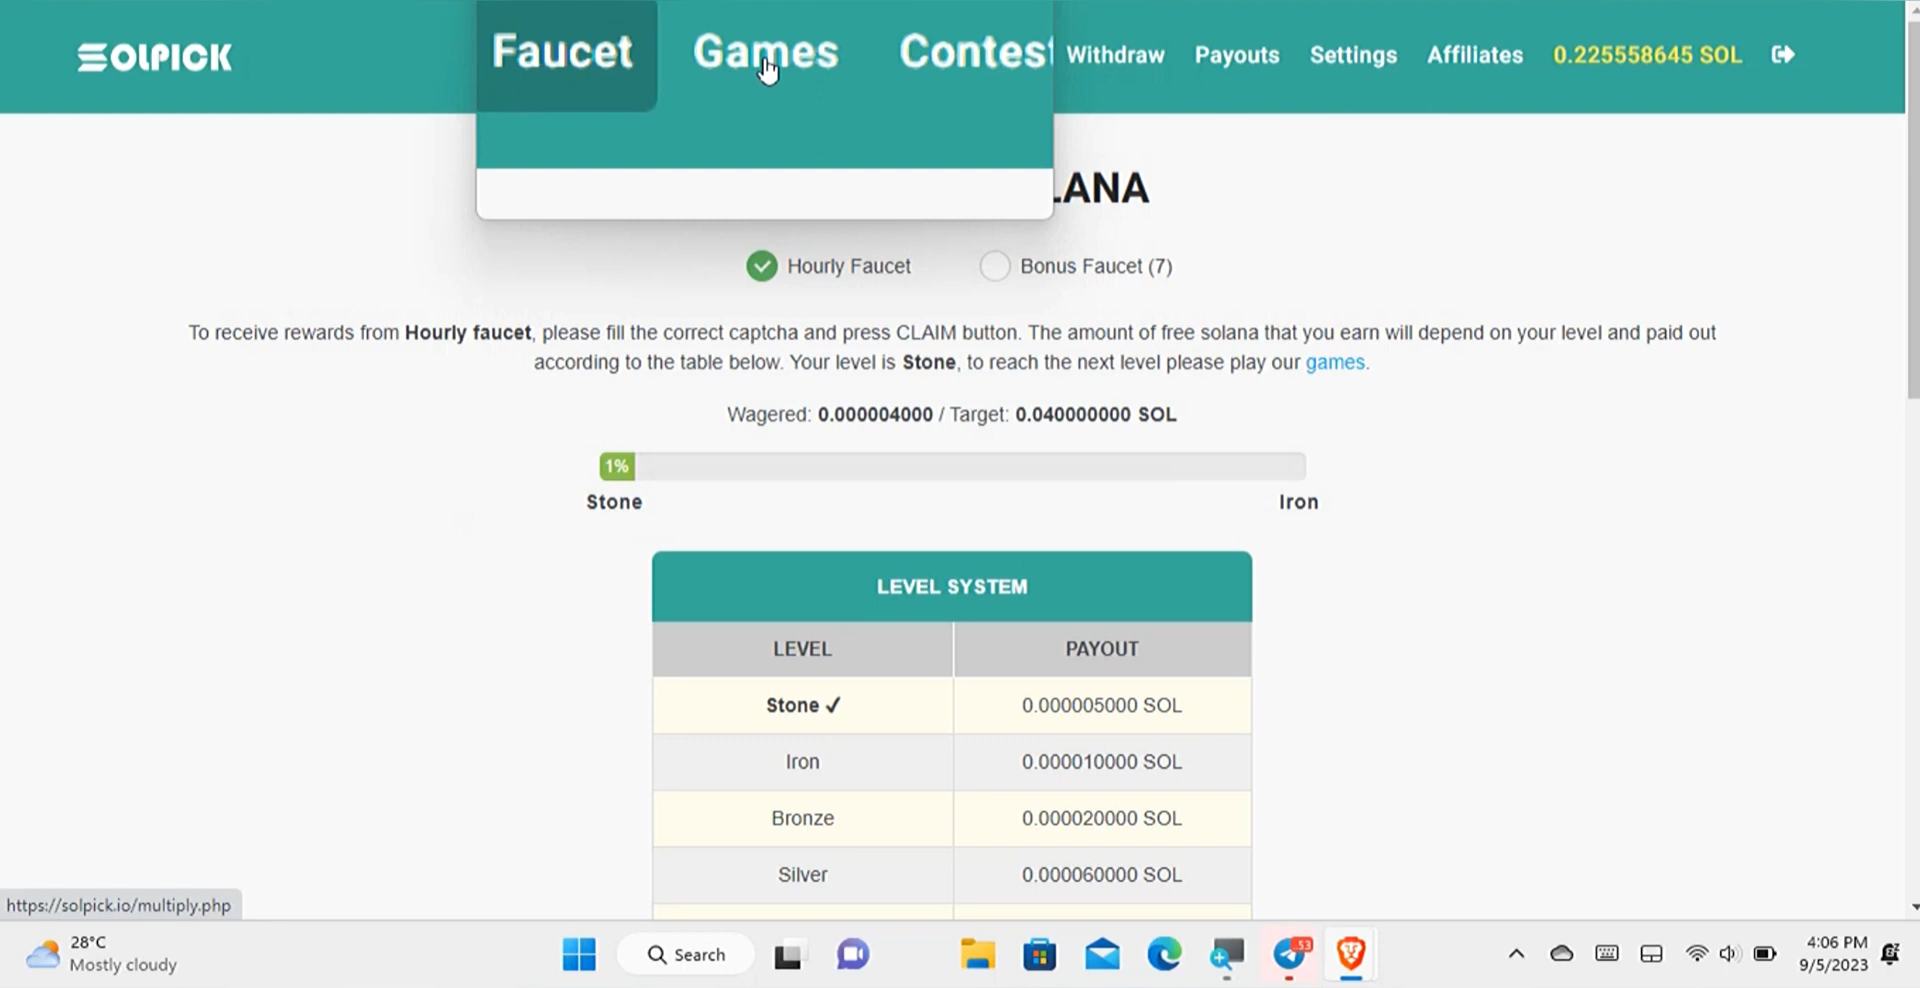 SOLPICK
Faucet Games Contest Withdraw Payouts Settings Affiliates 0.225558645 SOL
LANA
Hourly Faucet Bonus Faucet (7)
To receive rewards from Hourly faucet, please fill the correct captcha and press CLAIM button. The amount of free solana that you earn will depend on your level and paid out
according to the table below. Your level is Stone, to reach the next level please play our games.
Wagered: 0.000004000 / Target: 0.040000000 SOL
1%
Stone Iron
LEVEL SYSTEM
LEVEL PAYOUT
Stone ✓ 0.000005000 SOL
Iron 0.000010000 SOL
Bronze 0.000020000 SOL
Silver 0.000060000 SOL
https://solpick.io/multiply.php
28°C
Mostly cloudy
Search
53
4:06 PM
9/5/2023